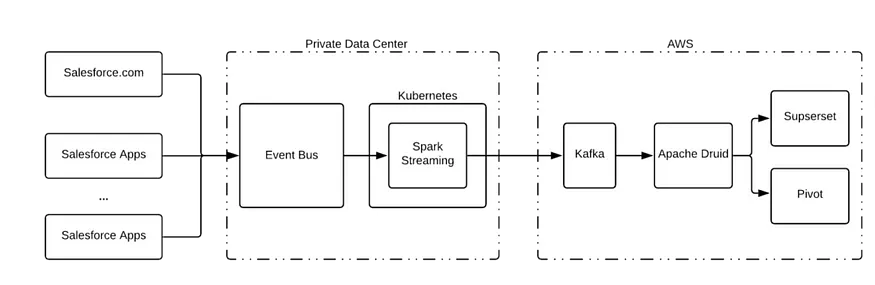 Private Data Center
AWS
Salesforce.com
Kubernetes
Supserset
Event Bus
Spark
Streaming
Kafka
Apache Druid
Salesforce Apps
...
Pivot
Salesforce Apps